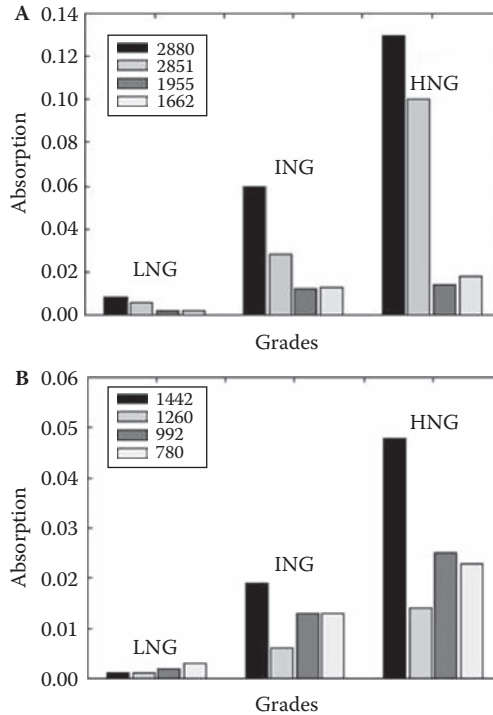 A
0.14
0.12
0.10
0.08
0.06
0.04
0.02
0.00
Absorption
2880
2851
1955
1662
LNG
ING
HNG
Grades
B
0.06
0.05
0.04
0.03
0.02
0.01
0.00
Absorption
1442
1260
992
780
LNG
ING
HNG
Grades